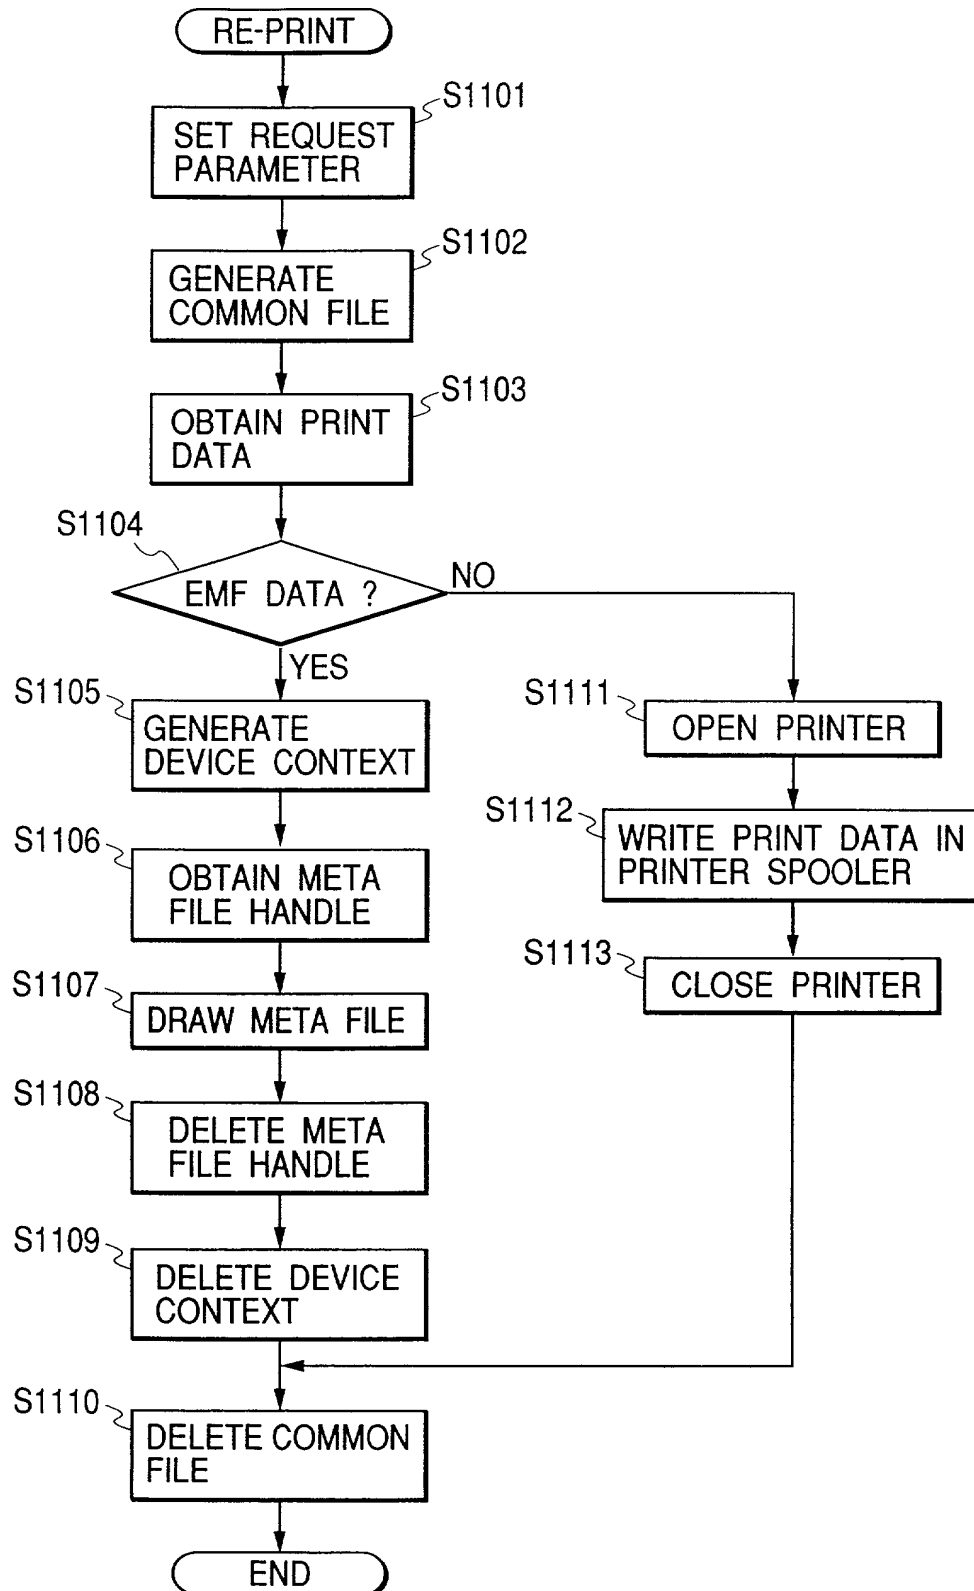 RE-PRINT
S1101
SET REQUEST
PARAMETER
S1102
GENERATE
COMMON FILE
S1103
OBTAIN PRINT
DATA
S1104
EMF DATA ?
NO
YES
S1105
GENERATE
DEVICE CONTEXT
S1106
OBTAIN META
FILE HANDLE
S1107
DRAW META FILE
S1108
DELETE META
FILE HANDLE
S1109
DELETE DEVICE
CONTEXT
S1111
OPEN PRINTER
S1112
WRITE PRINT DATA IN
PRINTER SPOOLER
S1113
CLOSE PRINTER
S1110
DELETE COMMON
FILE
END